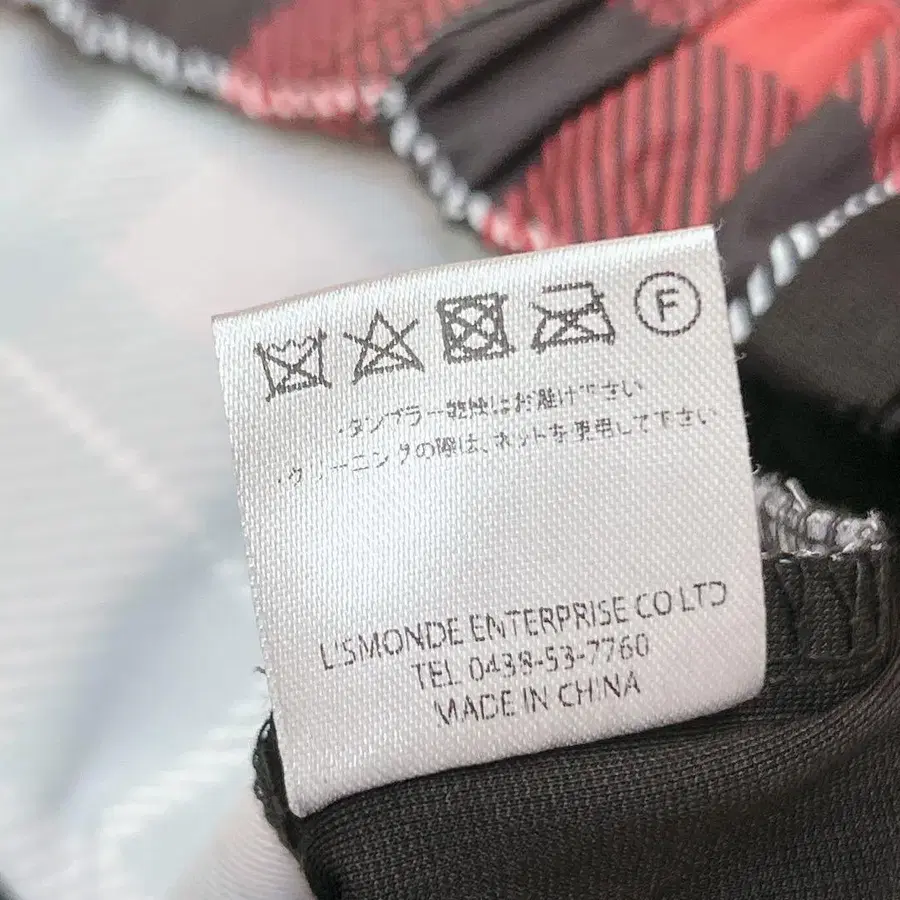 F
・タンブラー乾燥はお避け下さい
・クリーニングの際は、ネットを使用して下さい
L'SMONDE ENTERPRISE CO LTD
TEL 0438-53-7760
MADE IN CHINA